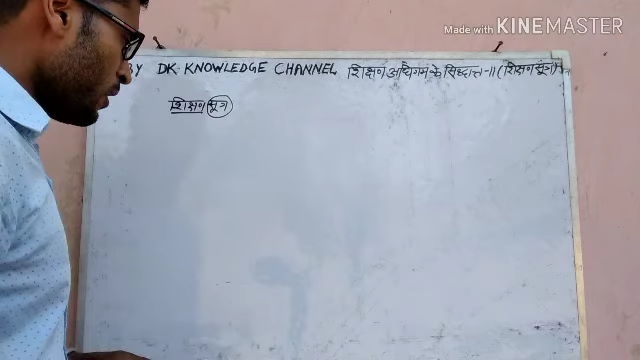 Made with KINEMASTER
BY DK KNOWLEDGE CHANNEL शिक्षण अधिगम के सिद्धान्त-II (शिक्षण सूत्र)
शिक्षण सूत्र